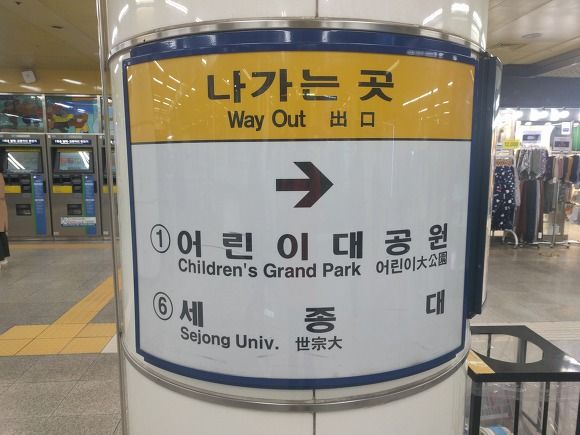 나가는 곳
Way Out 出口
→
① 어린이대공원
Children's Grand Park 어린이大公園
⑥ 세종대
Sejong Univ. 世宗大